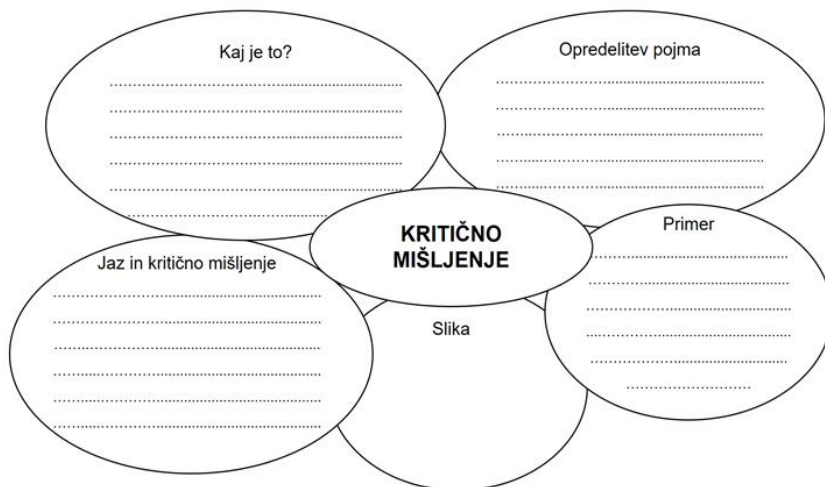 Kaj je to?
Opredelitev pojma
KRITIČNO
MIŠLJENJE
Primer
Jaz in kritično mišljenje
Slika